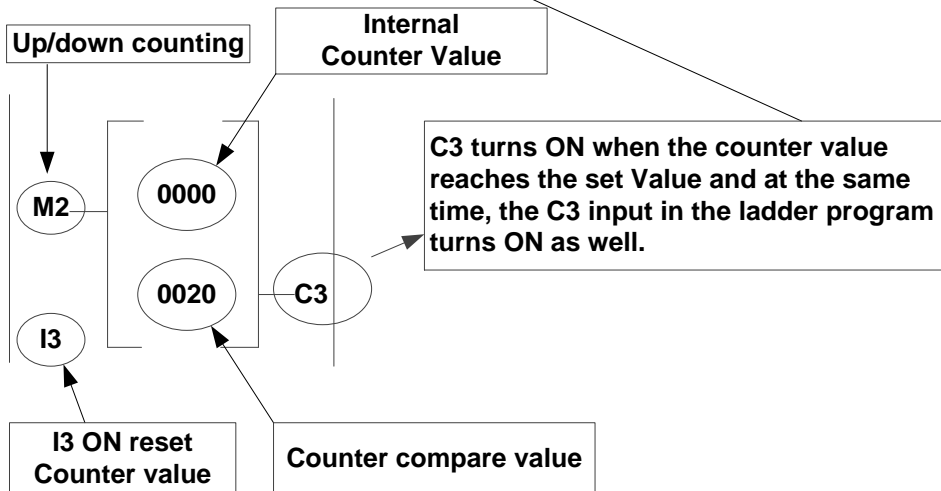 Internal
Counter Value
Up/down counting
C3 turns ON when the counter value
reaches the set Value and at the same
time, the C3 input in the ladder program
turns ON as well.
M2
0000
0020
C3
I3
I3 ON reset
Counter value
Counter compare value